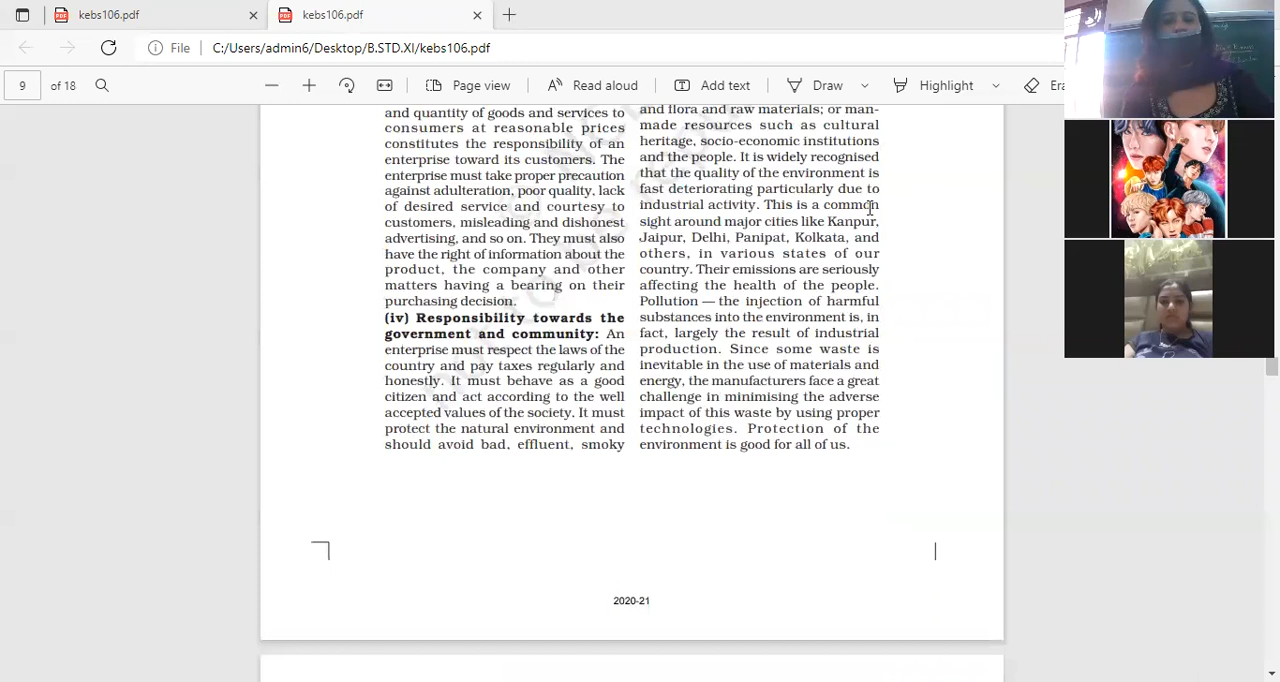 kebs106.pdf
kebs106.pdf
File
C:/Users/admin6/Desktop/B.STD.XI/kebs106.pdf
9 of 18
Page view
Read aloud
Add text
Draw
Highlight
Era
and quantity of goods and services to
consumers at reasonable prices
constitutes the responsibility of an
enterprise toward its customers. The
enterprise must take proper precaution
against adulteration, poor quality, lack
of desired service and courtesy to
customers, misleading and dishonest
advertising, and so on. They must also
have the right of information about the
product, the company and other
matters having a bearing on their
purchasing decision.
(iv) Responsibility towards the
government and community: An
enterprise must respect the laws of the
country and pay taxes regularly and
honestly. It must behave as a good
citizen and act according to the well
accepted values of the society. It must
protect the natural environment and
should avoid bad, effluent, smoky
and flora and raw materials; or man-
made resources such as cultural
heritage, socio-economic institutions
and the people. It is widely recognised
that the quality of the environment is
fast deteriorating particularly due to
industrial activity. This is a common
sight around major cities like Kanpur,
Jaipur, Delhi, Panipat, Kolkata, and
others, in various states of our
country. Their emissions are seriously
affecting the health of the people.
Pollution — the injection of harmful
substances into the environment is, in
fact, largely the result of industrial
production. Since some waste is
inevitable in the use of materials and
energy, the manufacturers face a great
challenge in minimising the adverse
impact of this waste by using proper
technologies. Protection of the
environment is good for all of us.
2020-21